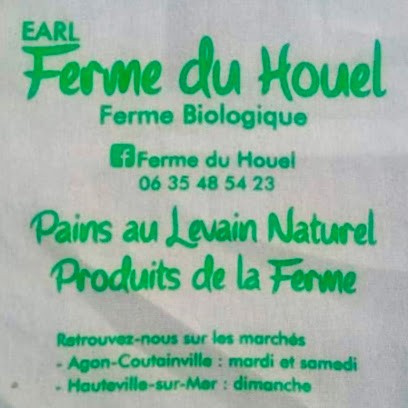 EARL
Ferme du Houel
Ferme Biologique
Ferme du Houel
06 35 48 54 23
Pains au Levain Naturel
Produits de la Ferme
Retrouvez-nous sur les marchés
- Agon-Coutainville : mardi et samedi
- Hauteville-sur-Mer : dimanche